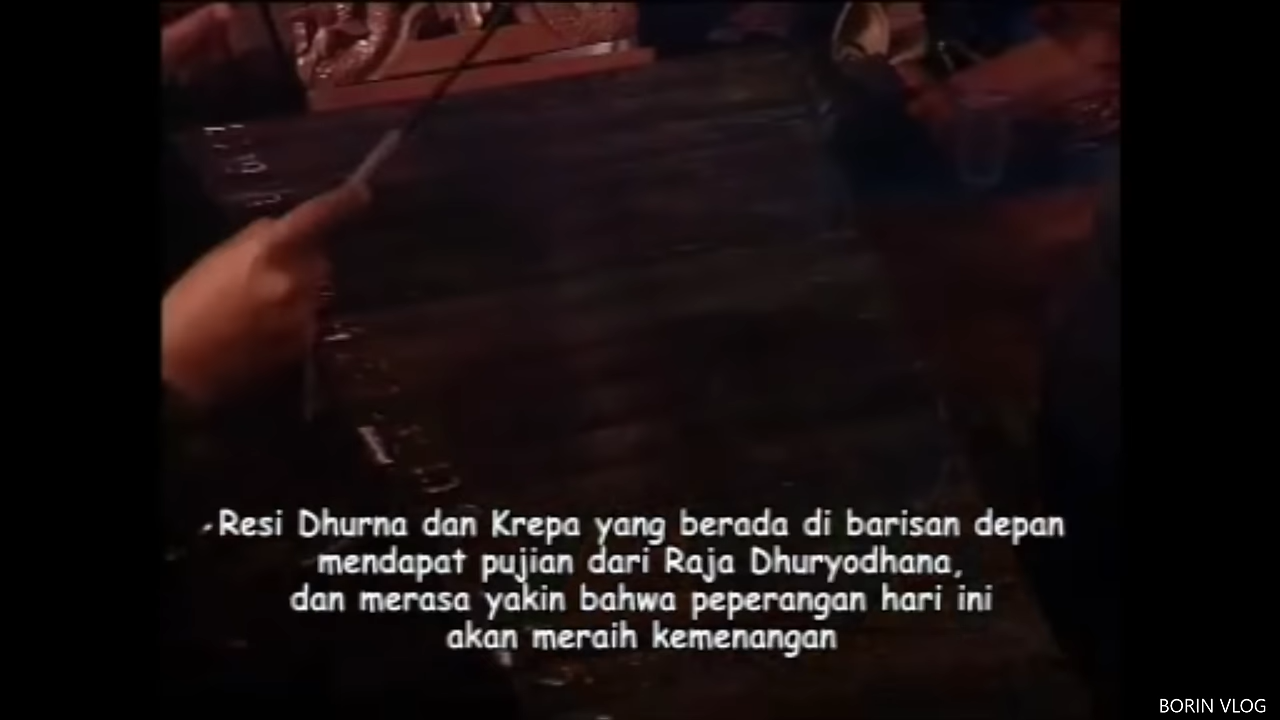 Resi Dhurna dan Krepa yang berada di barisan depan
mendapat pujian dari Raja Dhuryodhana,
dan merasa yakin bahwa peperangan hari ini
akan meraih kemenangan
BORIN VLOG